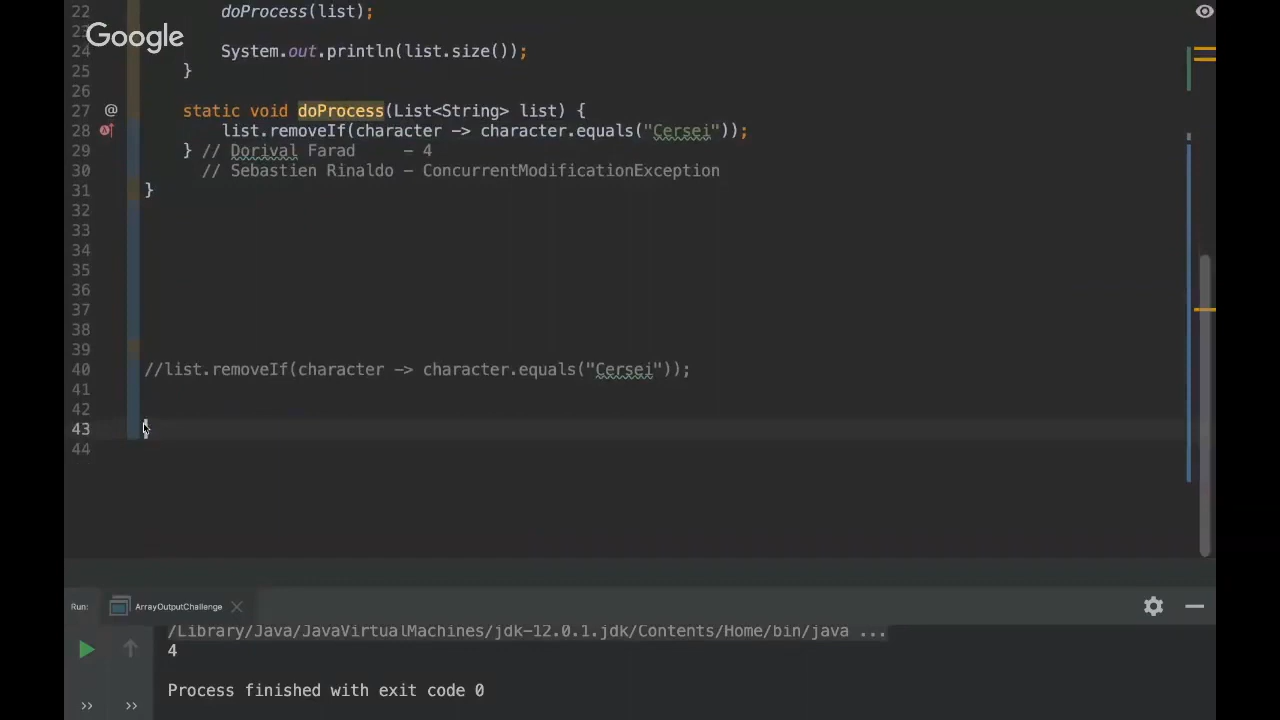 22 doProcess(list);
23
Google
24 System.out.println(list.size());
25 }
26
27 @ static void doProcess(List<String> list) {
28 list.removeIf(character -> character.equals("Cersei"));
29 } // Dorival Farad - 4
30 // Sebastien Rinaldo - ConcurrentModificationException
31 }
32
33
34
35
36
37
38
39
40 //list.removeIf(character -> character.equals("Cersei"));
41
42
43
44
Run: ArrayOutputChallenge
/Library/Java/JavaVirtualMachines/jdk-12.0.1.jdk/Contents/Home/bin/java ...
4
Process finished with exit code 0